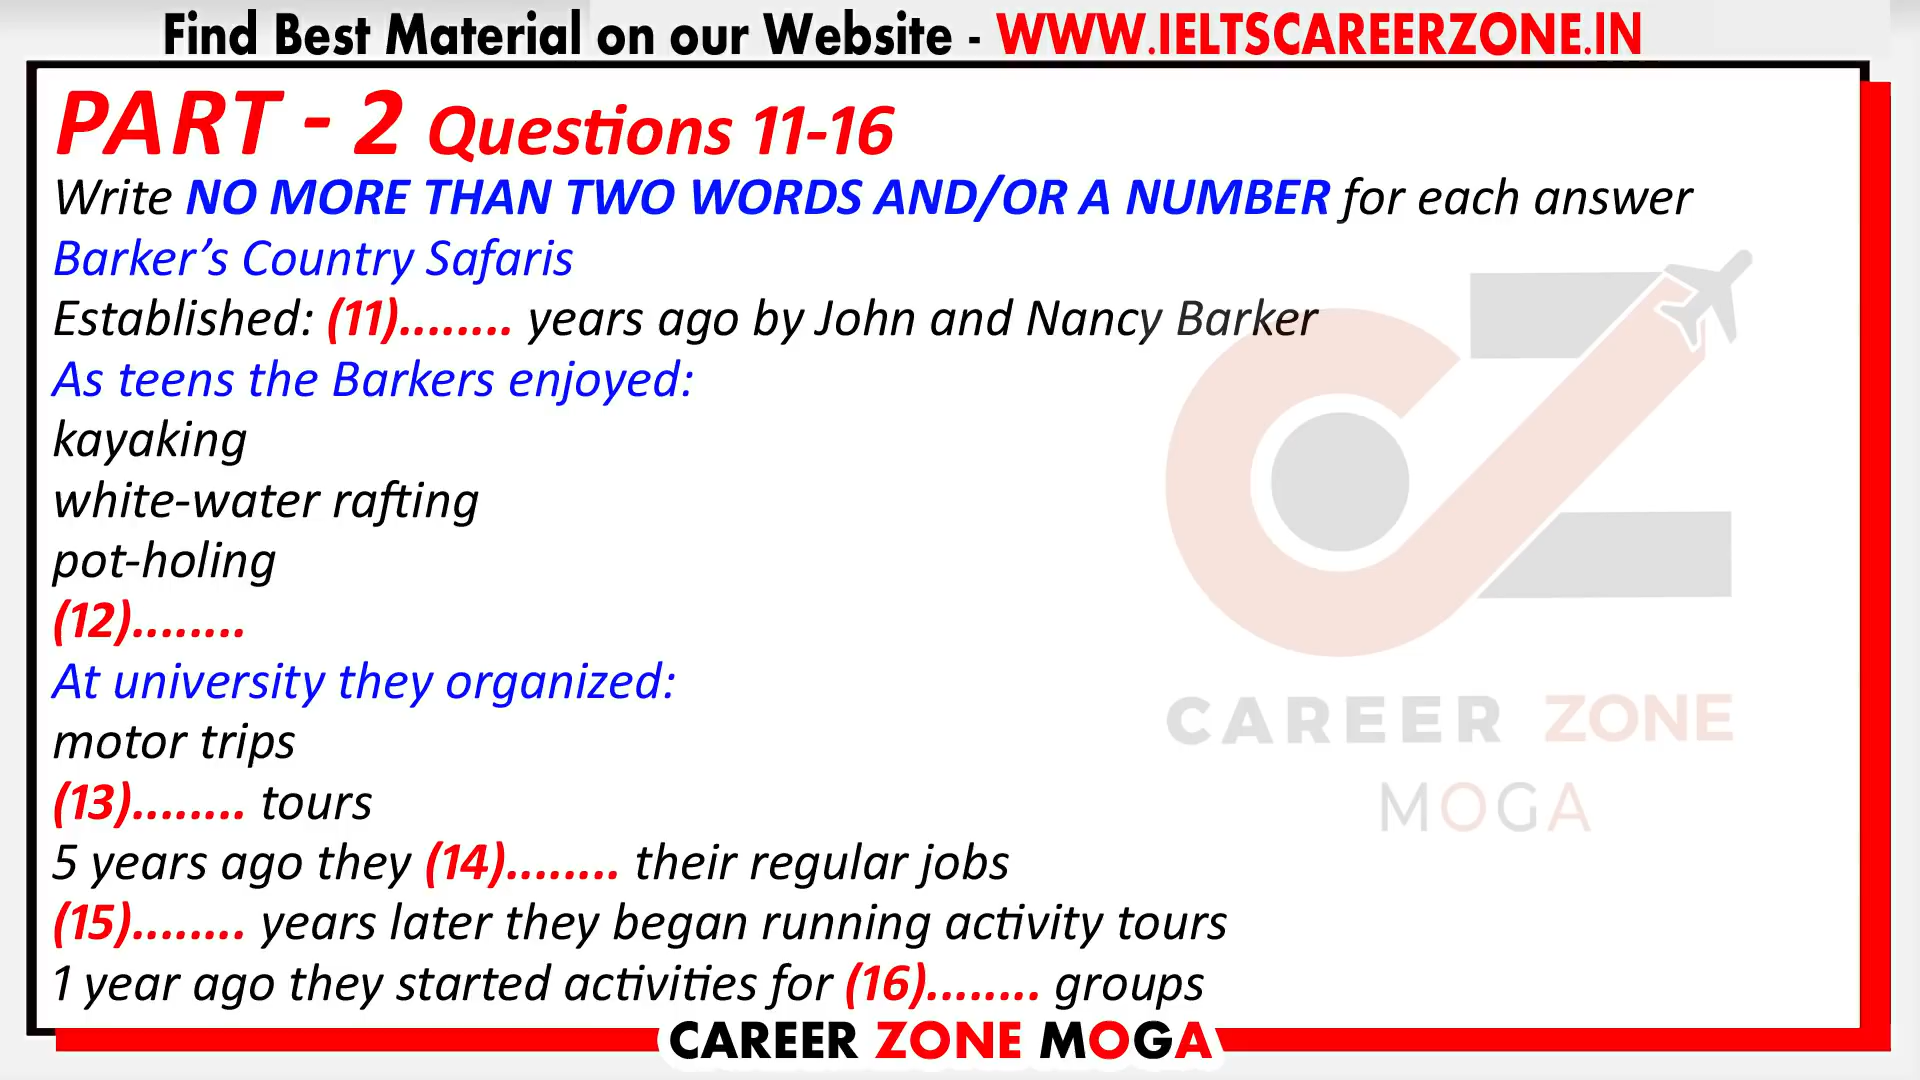 Find Best Material on our Website - WWW.IELTSCAREERZONE.IN
PART - 2 Questions 11-16
Write NO MORE THAN TWO WORDS AND/OR A NUMBER for each answer
Barker’s Country Safaris
Established: (11)........ years ago by John and Nancy Barker
As teens the Barkers enjoyed:
kayaking
white-water rafting
pot-holing
(12)........
At university they organized:
motor trips
(13)........ tours
5 years ago they (14)........ their regular jobs
(15)........ years later they began running activity tours
1 year ago they started activities for (16)........ groups
CAREER ZONE
MOGA
CAREER ZONE MOGA